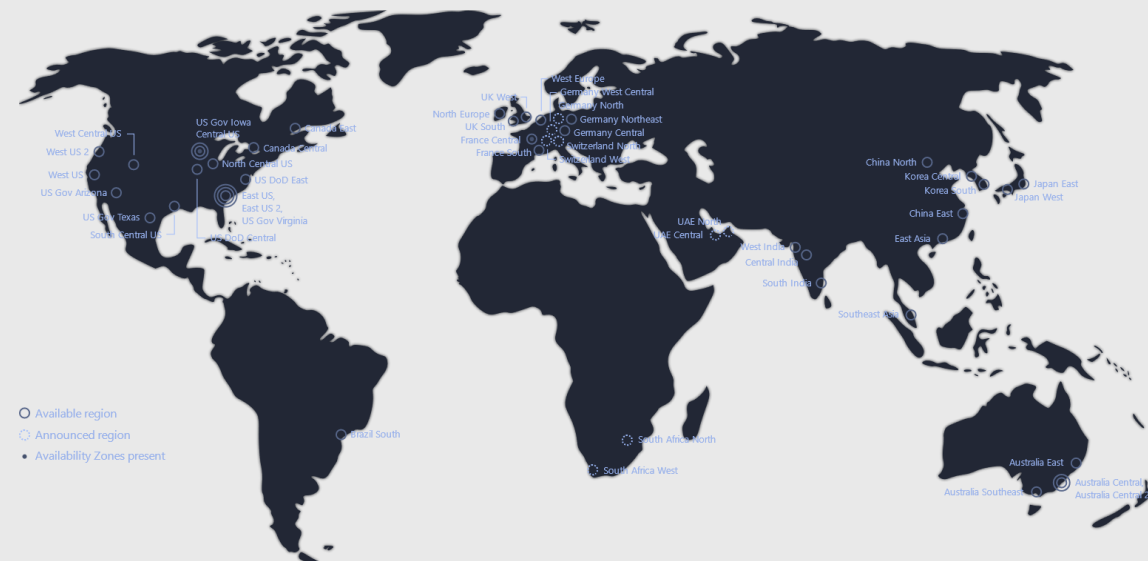 West Europe
Germany West Central
Germany North
UK West
North Europe
Germany Northeast
UK South
Germany Central
France Central
Switzerland North
France South
Switzerland West
West Central US
US Gov Iowa
Central US
Canada East
West US 2
Canada Central
North Central US
West US
US DoD East
US Gov Arizona
East US,
East US 2,
US Gov Virginia
US Gov Texas
South Central US
US DoD Central
UAE North
UAE Central
West India
Central India
South India
China North
Korea Central
Korea South
Japan East
Japan West
China East
East Asia
Southeast Asia
Available region
Announced region
Availability Zones present
Brazil South
South Africa North
South Africa West
Australia East
Australia Central,
Australia Central 2
Australia Southeast